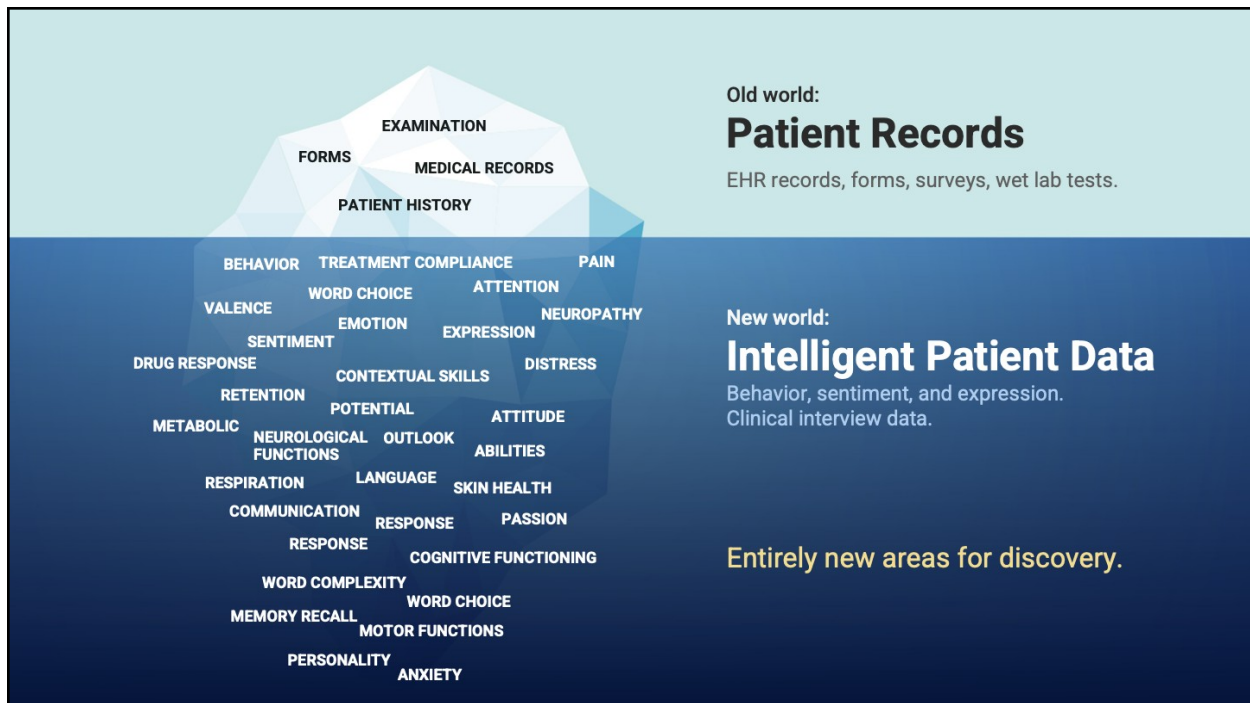 EXAMINATION
FORMS
MEDICAL RECORDS
PATIENT HISTORY
Old world:
Patient Records
EHR records, forms, surveys, wet lab tests.
BEHAVIOR
TREATMENT COMPLIANCE
PAIN
WORD CHOICE
ATTENTION
VALENCE
EMOTION
NEUROPATHY
SENTIMENT
EXPRESSION
DRUG RESPONSE
DISTRESS
CONTEXTUAL SKILLS
RETENTION
POTENTIAL
ATTITUDE
METABOLIC
NEUROLOGICAL
FUNCTIONS
OUTLOOK
ABILITIES
RESPIRATION
LANGUAGE
SKIN HEALTH
COMMUNICATION
RESPONSE
PASSION
RESPONSE
COGNITIVE FUNCTIONING
WORD COMPLEXITY
WORD CHOICE
MEMORY RECALL
MOTOR FUNCTIONS
PERSONALITY
ANXIETY
New world:
Intelligent Patient Data
Behavior, sentiment, and expression.
Clinical interview data.
Entirely new areas for discovery.